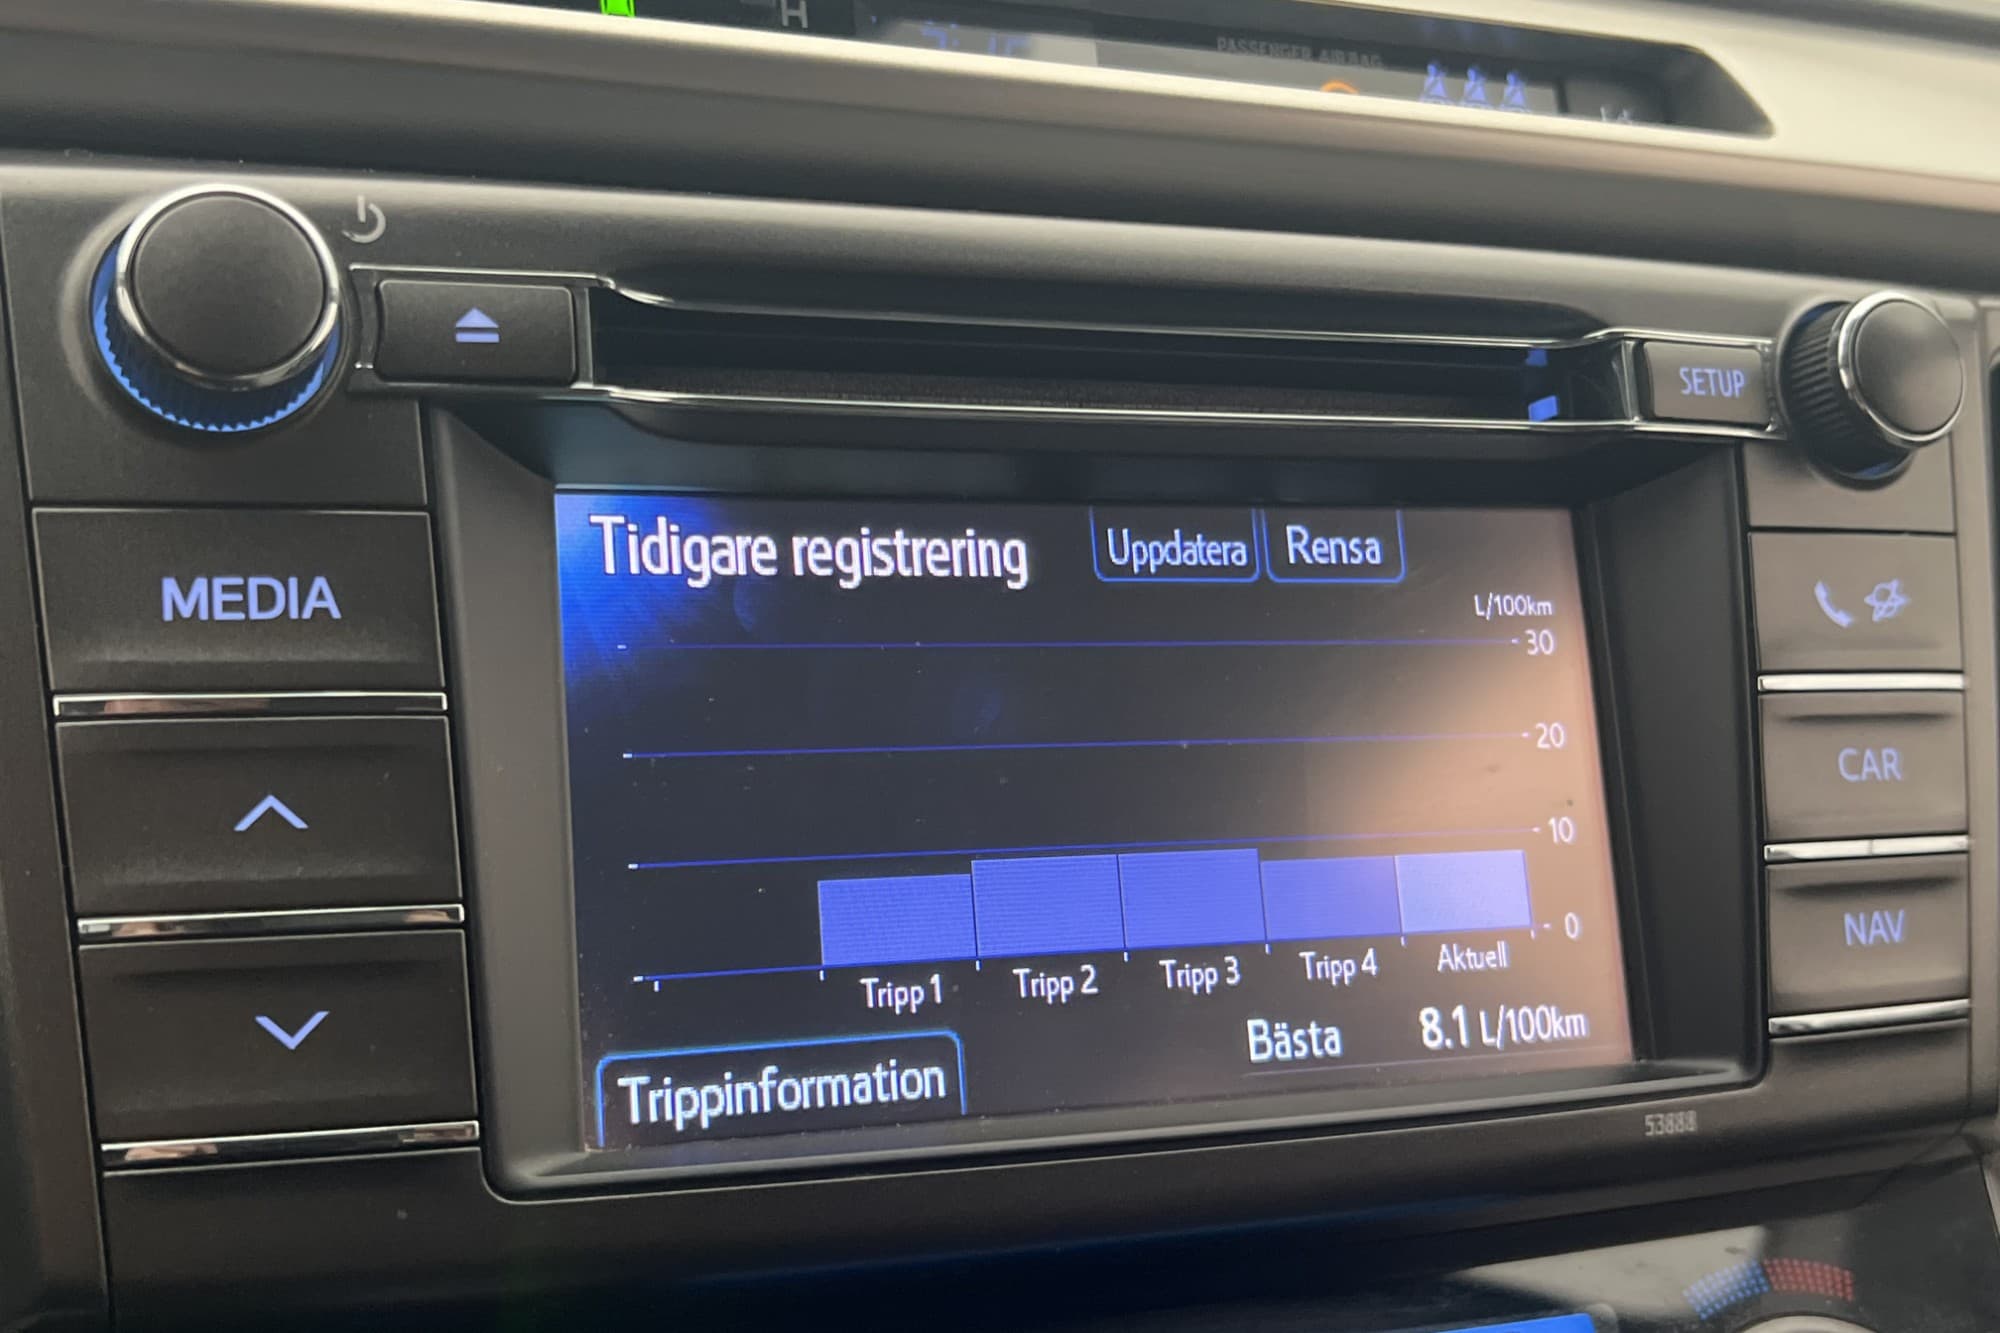 H
PASSENGER AIRBAG
SETUP
MEDIA
Tidigare registrering
Uppdatera
Rensa
L/100km
30
20
10
0
Tripp 1
Tripp 2
Tripp 3
Tripp 4
Aktuell
Bästa 8.1 L/100km
Trippinformation
CAR
NAV
53888